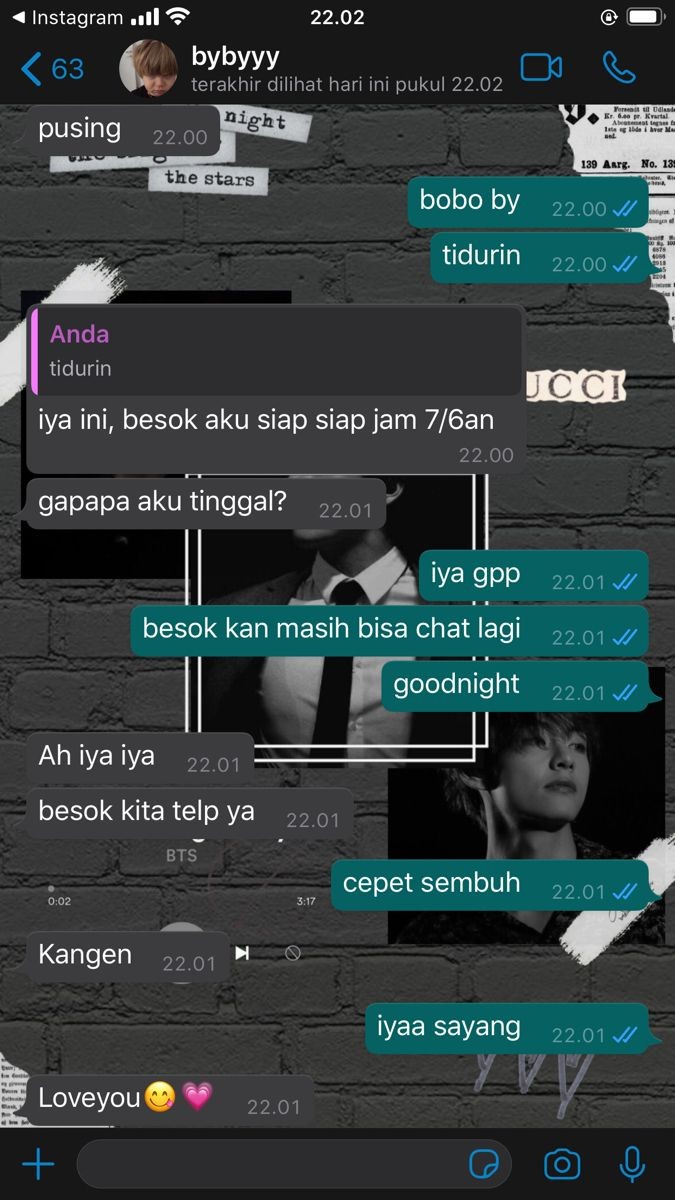 Instagram 22.02
63 bybyyy
terakhir dilihat hari ini pukul 22.02
pusing 22.00
night
the stars
139 Aarg. No. 139
bobo by 22.00
tidurin 22.00
Anda
tidurin
UCCI
iya ini, besok aku siap siap jam 7/6an
22.00
gapapa aku tinggal? 22.01
iya gpp 22.01
besok kan masih bisa chat lagi 22.01
goodnight 22.01
Ah iya iya 22.01
besok kita telp ya 22.01
BTS
0:02 3:17
cepet sembuh 22.01
Kangen 22.01
iyaa sayang 22.01
Loveyou😋💗 22.01